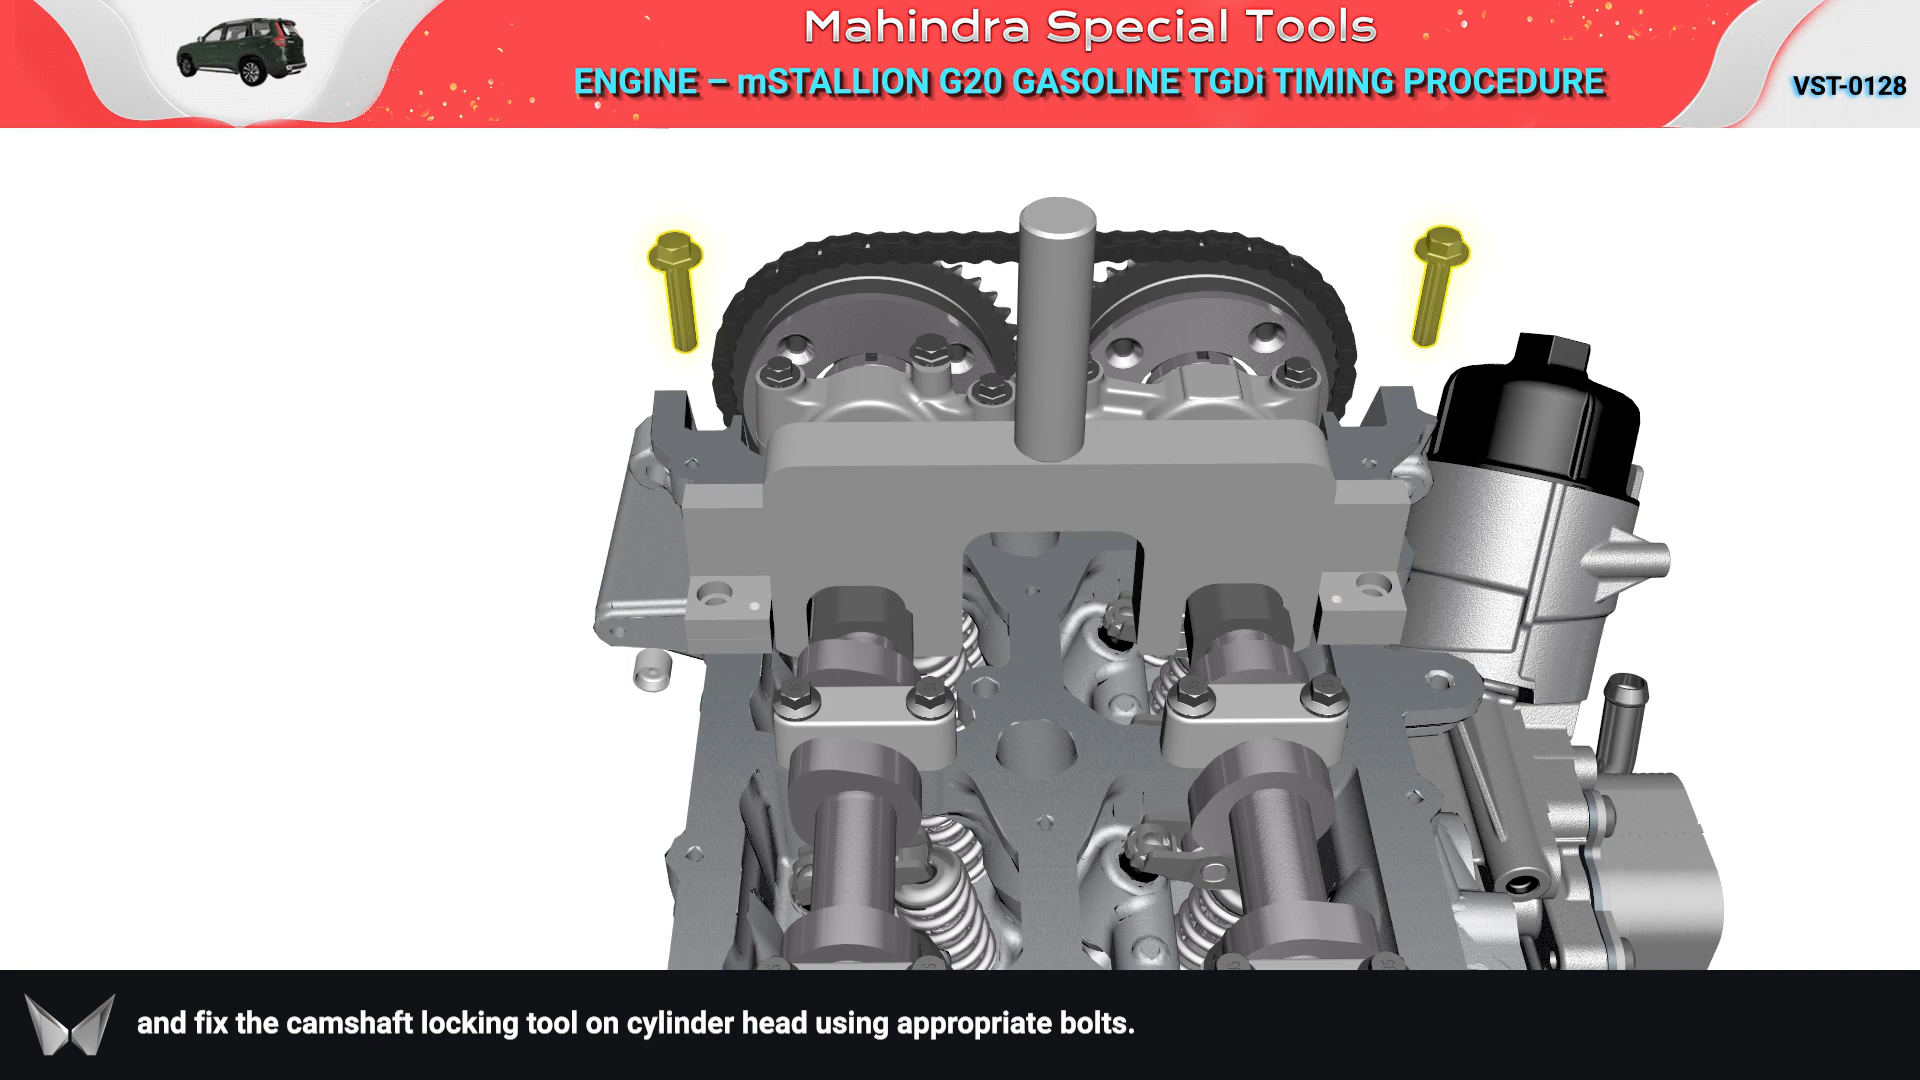 Mahindra Special Tools
ENGINE – mSTALLION G20 GASOLINE TGDi TIMING PROCEDURE
VST-0128
and fix the camshaft locking tool on cylinder head using appropriate bolts.